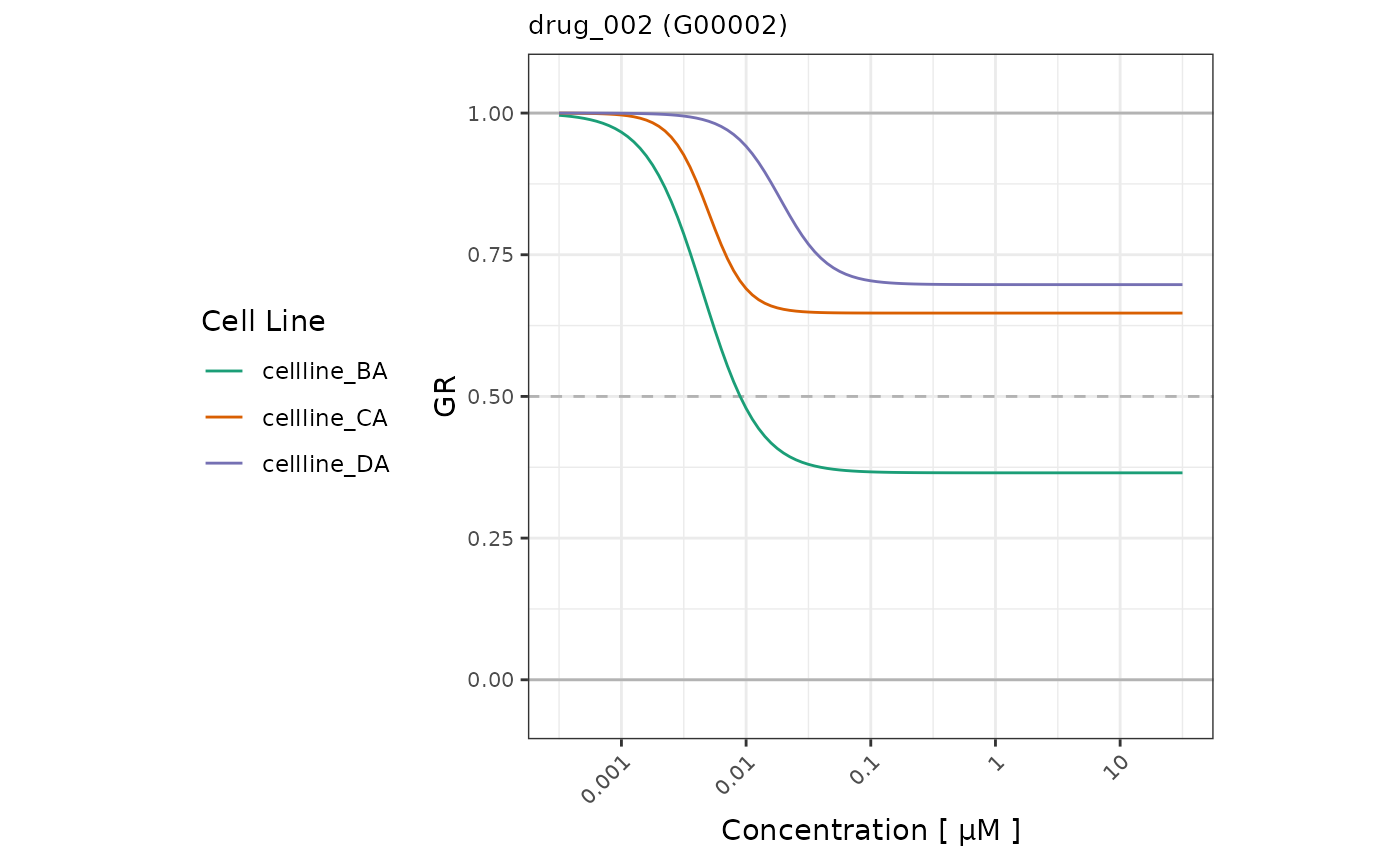 drug_002 (G00002)
Cell Line
cellline_BA
cellline_CA
cellline_DA
GR
1.00
0.75
0.50
0.25
0.00
0.001
0.01
0.1
1
10
Concentration [ µM ]